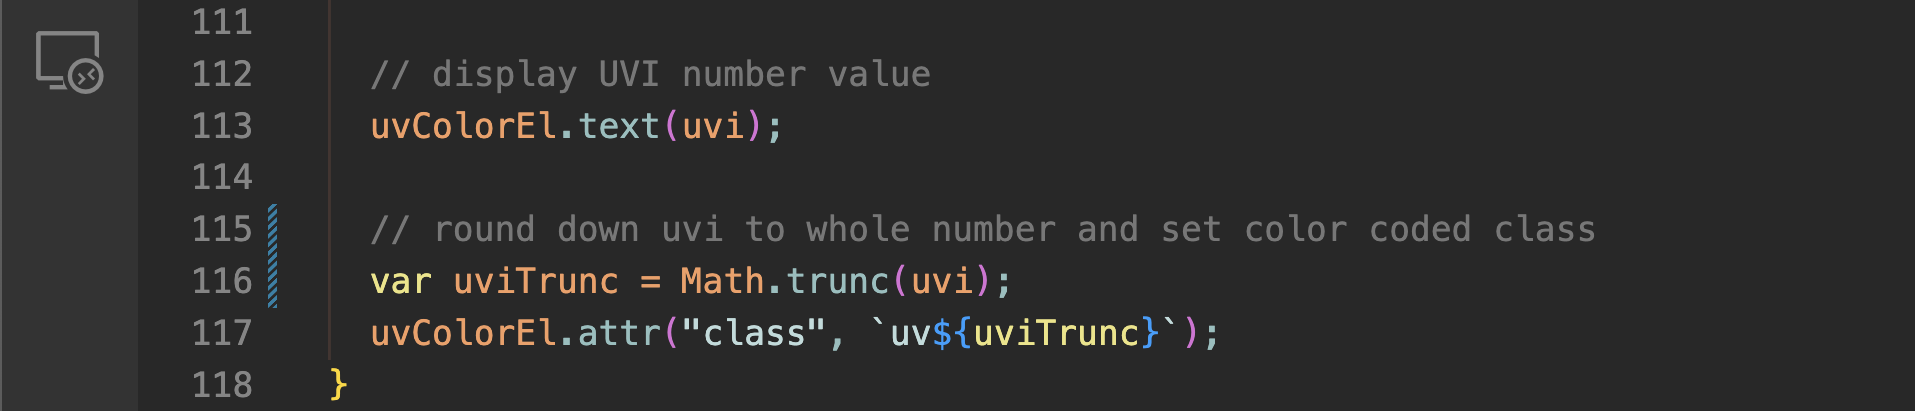 111
112 // display UVI number value
113 uvColorEl.text(uvi);
114
115 // round down uvi to whole number and set color coded class
116 var uviTrunc = Math.trunc(uvi);
117 uvColorEl.attr("class", `uv${uviTrunc}`);
118 }